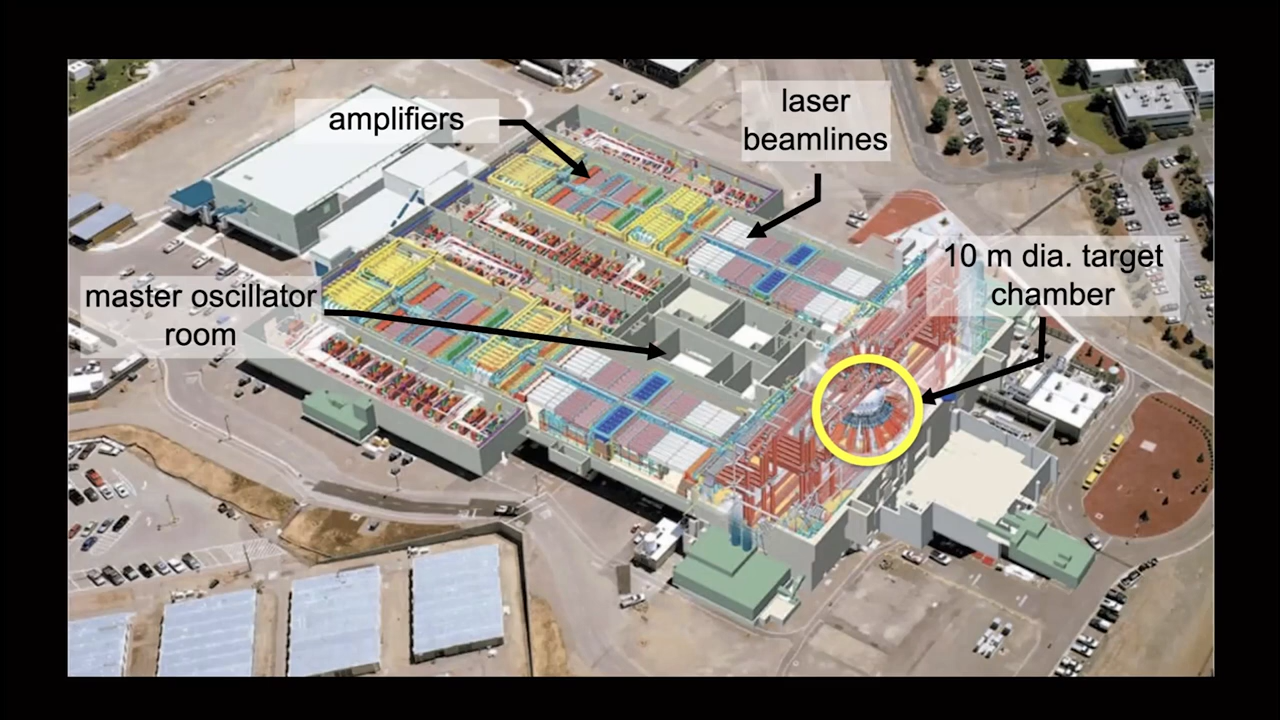 amplifiers
laser
beamlines
10 m dia. target
chamber
master oscillator
room